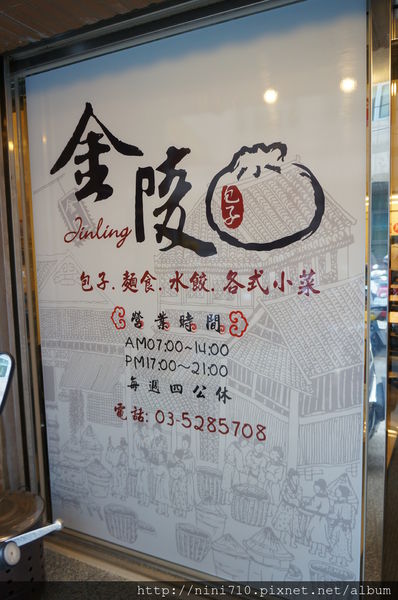 金陵
包子
Jinling
包子.麵食.水餃.各式小菜
營業時間
AM07:00~14:00
PM17:00~21:00
每週四公休
電話: 03-5285708
http://nini710.pixnet.net/album